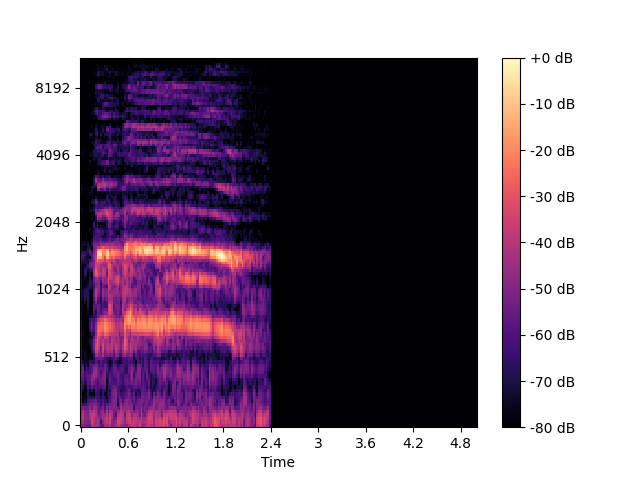 +0 dB
8192
-10 dB
4096
-20 dB
-30 dB
2048
Hz
-40 dB
1024
-50 dB
512
-60 dB
-70 dB
0
-80 dB
0 0.6 1.2 1.8 2.4 3 3.6 4.2 4.8
Time